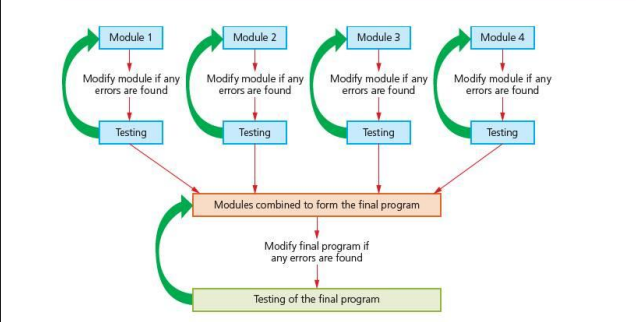 Module 1
Module 2
Module 3
Module 4
Modify module if any
errors are found
Modify module if any
errors are found
Modify module if any
errors are found
Modify module if any
errors are found
Testing
Testing
Testing
Testing
Modules combined to form the final program
Modify final program if
any errors are found
Testing of the final program